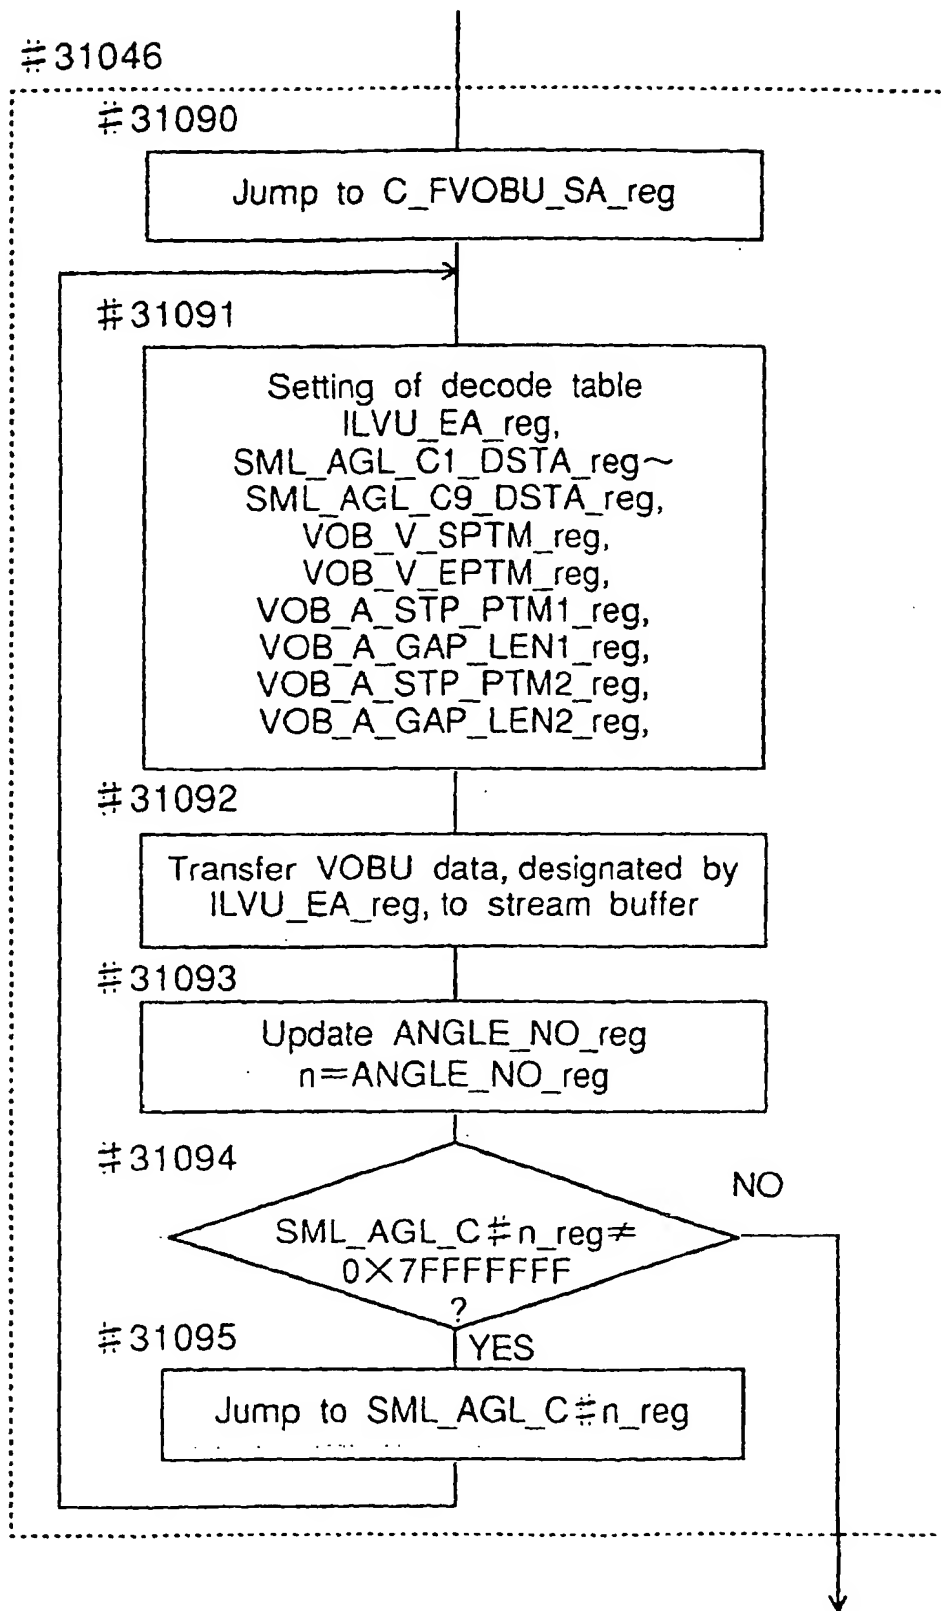 #31046
#31090
Jump to C_FVOBU_SA_reg
#31091
Setting of decode table
ILVU_EA_reg,
SML_AGL_C1_DSTA_reg~
SML_AGL_C9_DSTA_reg,
VOB_V_SPTM_reg,
VOB_V_EPTM_reg,
VOB_A_STP_PTM1_reg,
VOB_A_GAP_LEN1_reg,
VOB_A_STP_PTM2_reg,
VOB_A_GAP_LEN2_reg,
#31092
Transfer VOBU data, designated by
ILVU_EA_reg, to stream buffer
#31093
Update ANGLE_NO_reg
n=ANGLE_NO_reg
#31094
NO
SML_AGL_C#n_reg≠
0X7FFFFFFF
?
#31095
YES
Jump to SML_AGL_C#n_reg